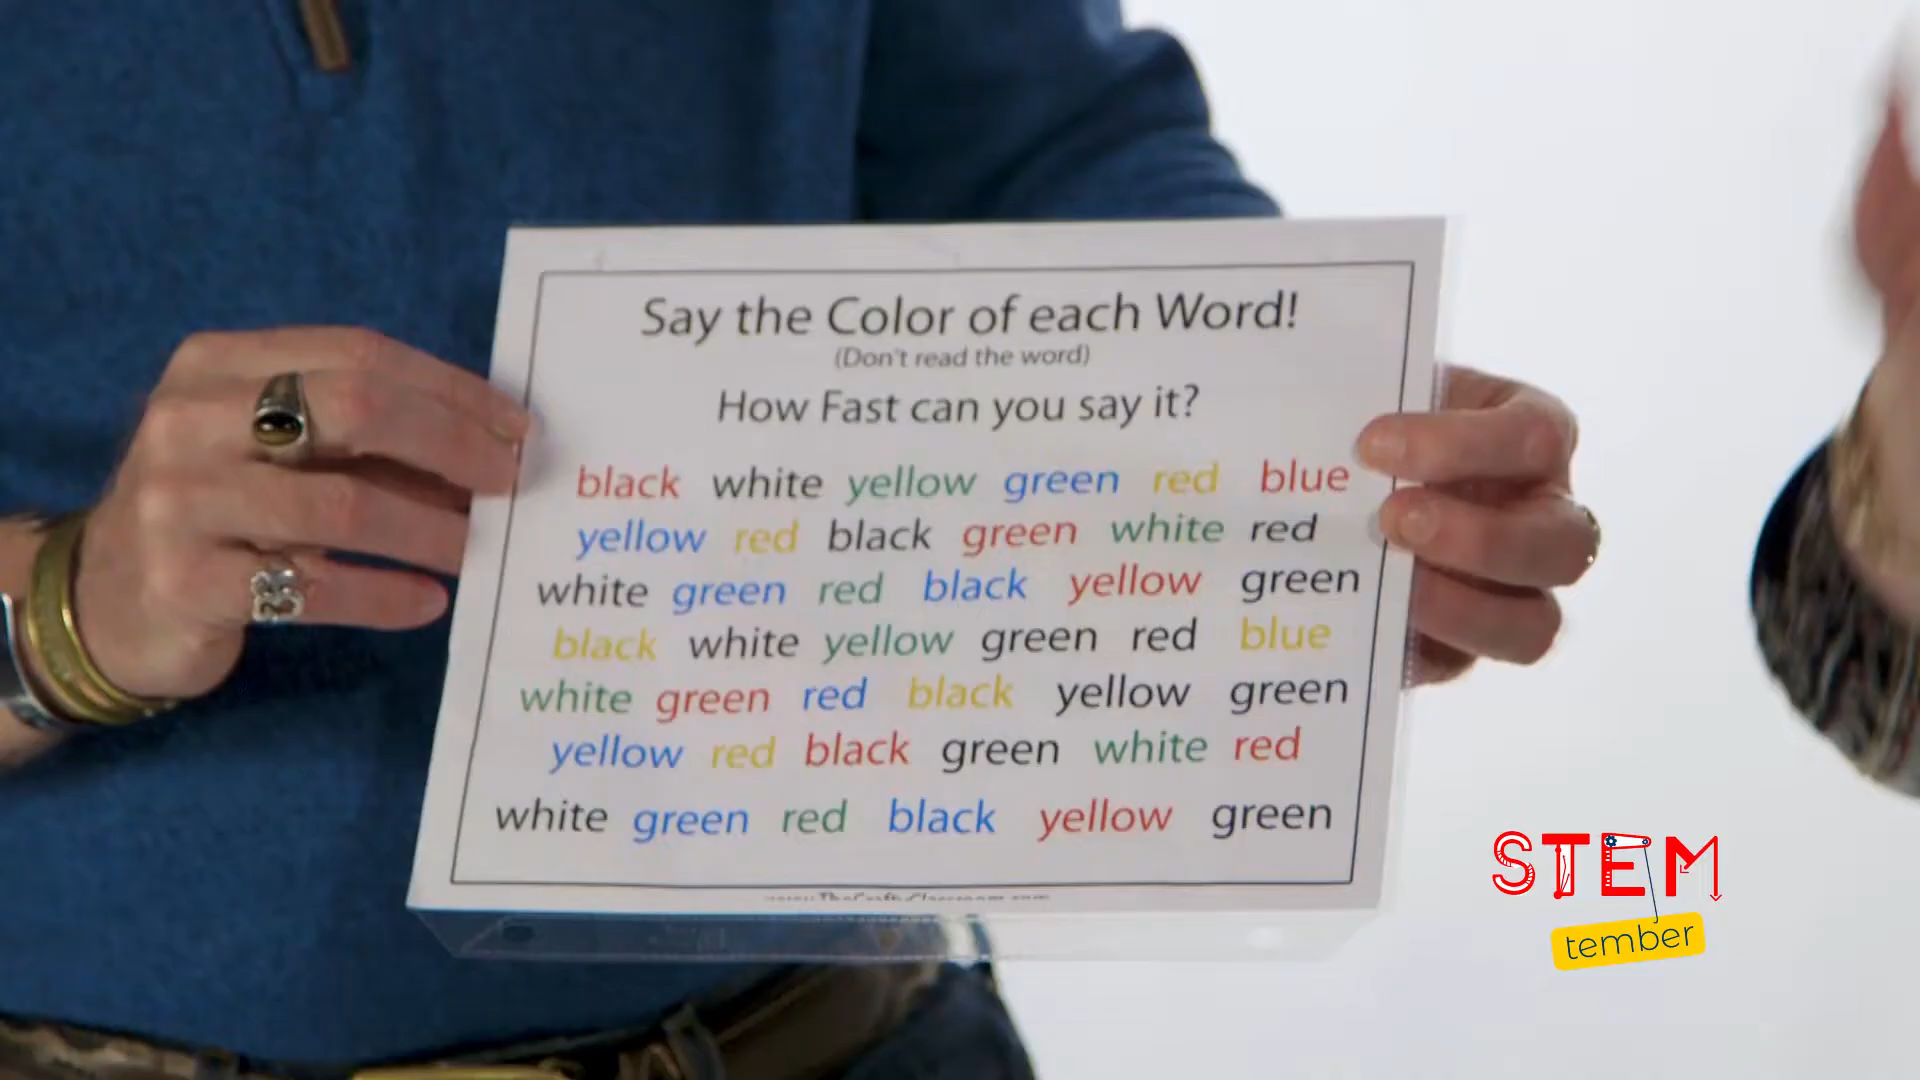 Say the Color of each Word!
(Don't read the word)
How Fast can you say it?
black white yellow green red blue
yellow red black green white red
white green red black yellow green
black white yellow green red blue
white green red black yellow green
yellow red black green white red
white green red black yellow green
www.TheCraftyClassroom.com
STEM
tember